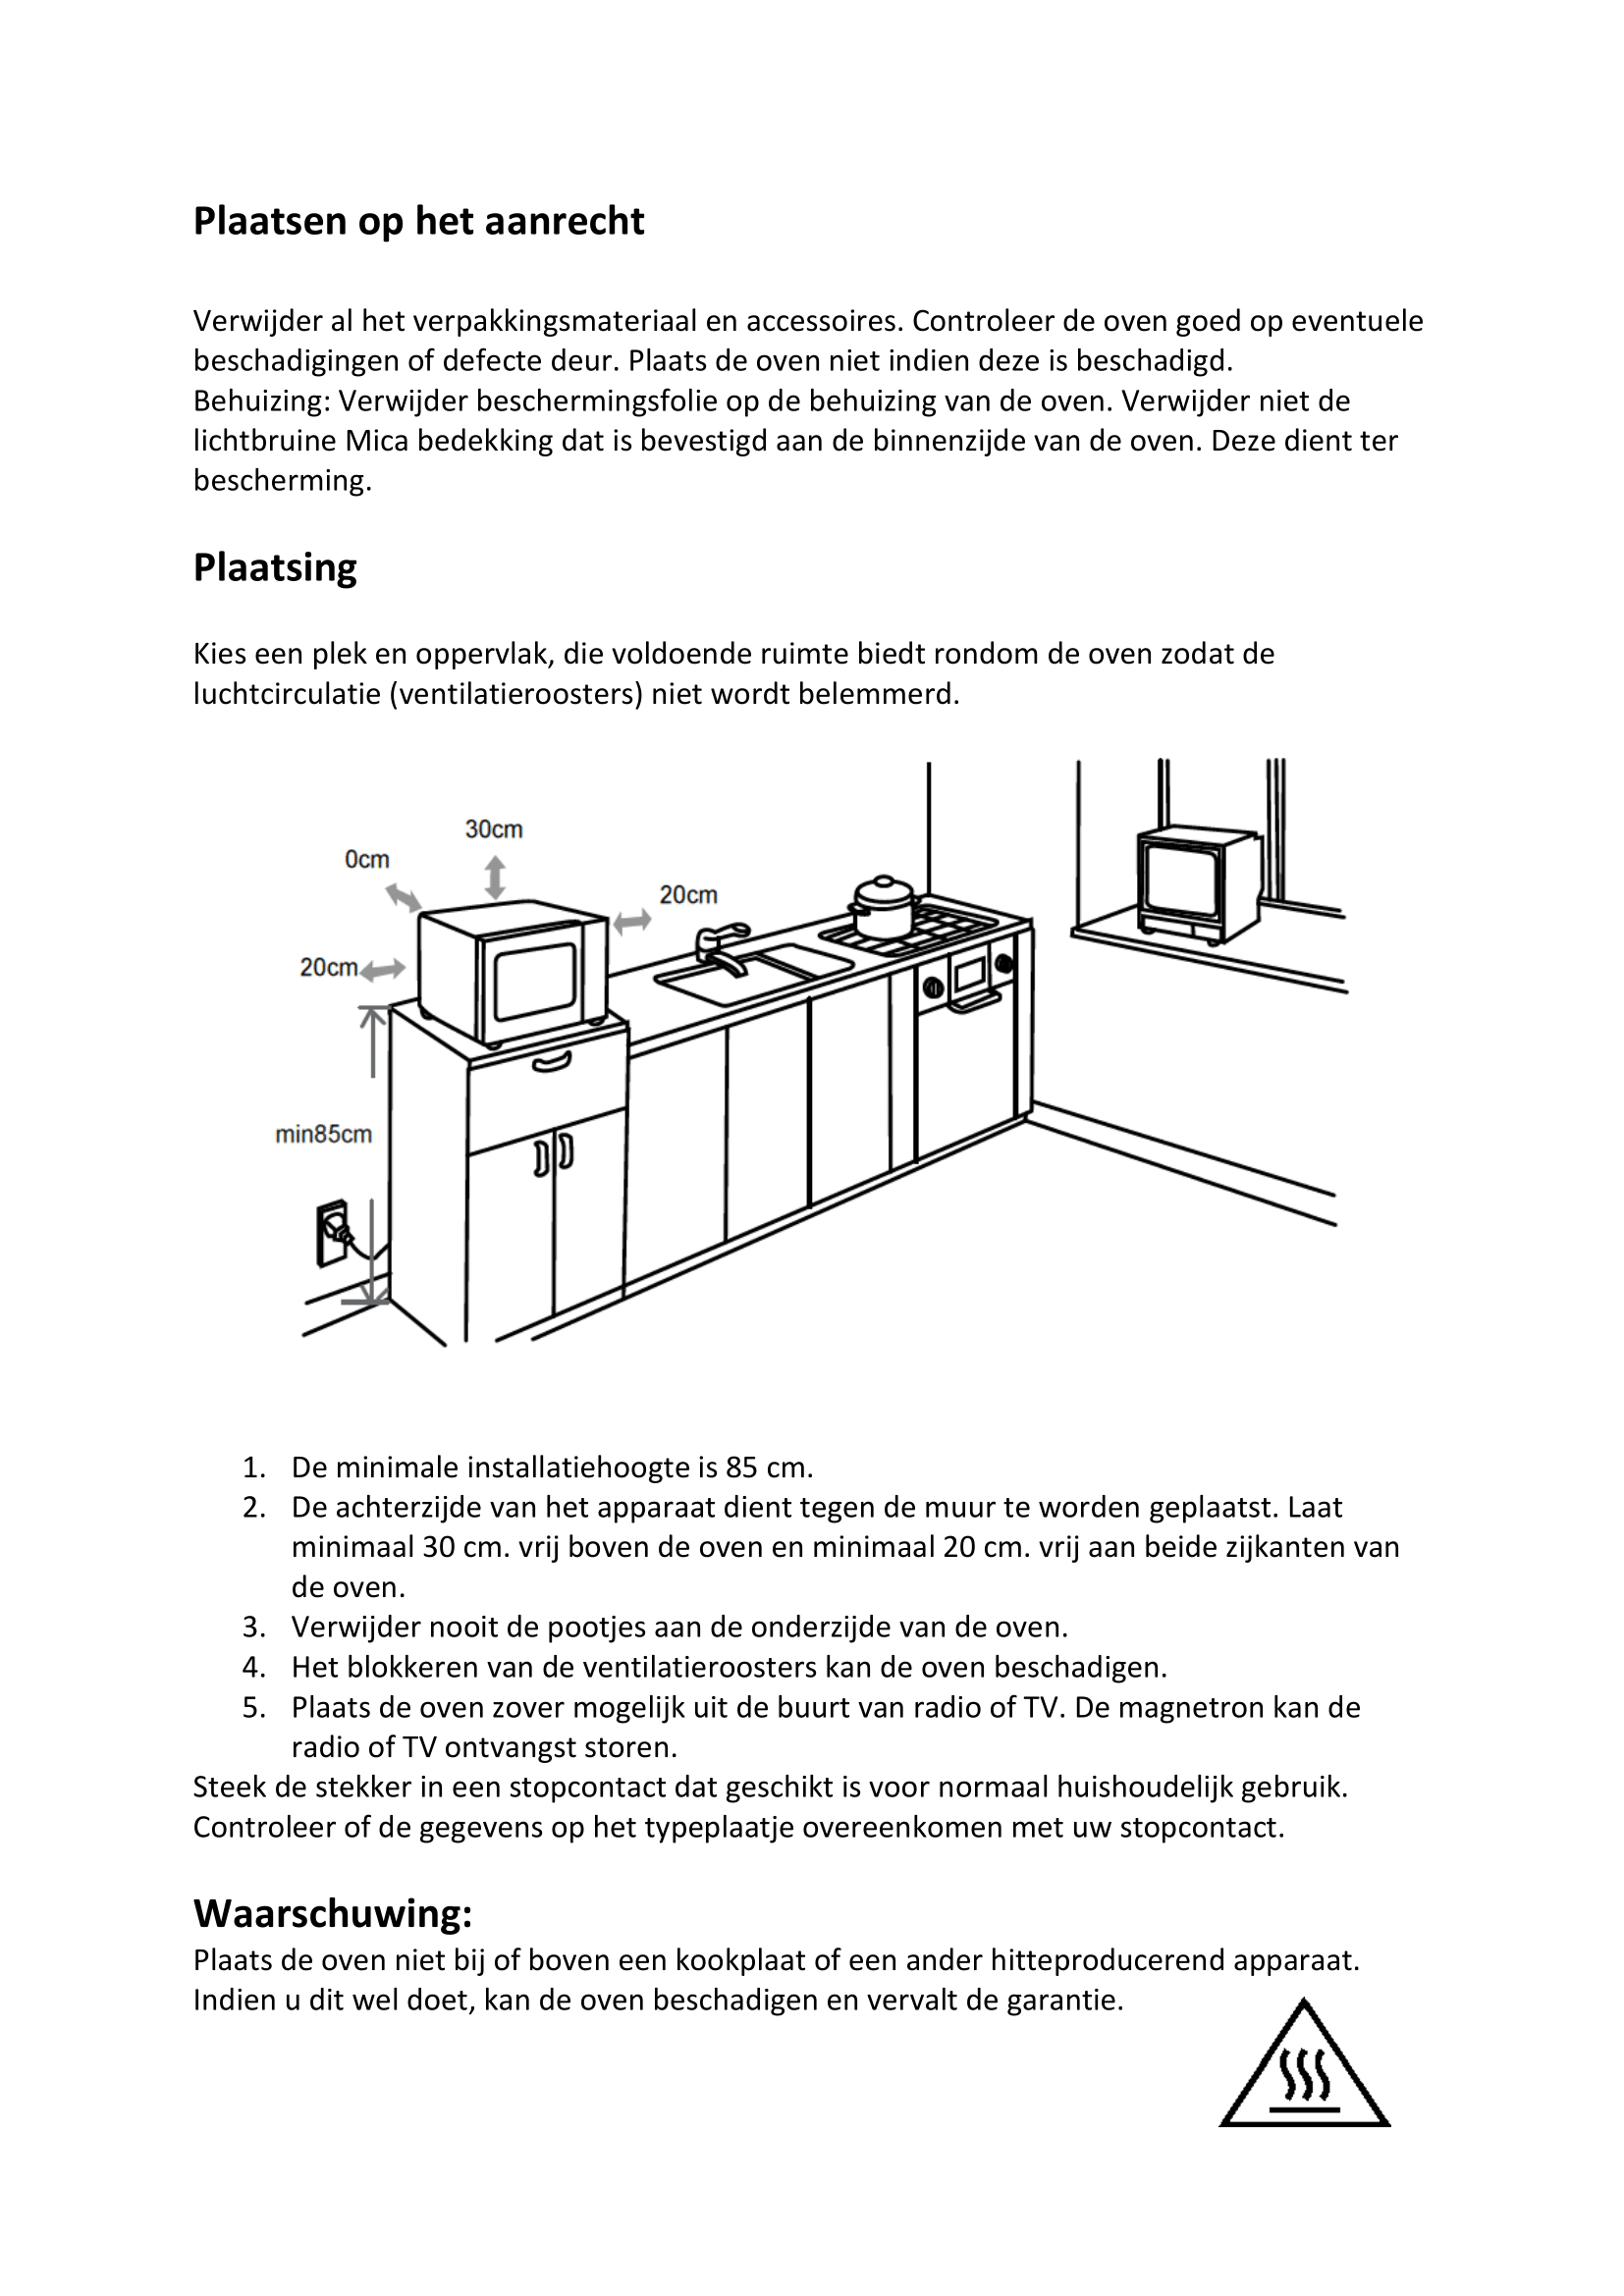 Plaatsen op het aanrecht
Verwijder al het verpakkingsmateriaal en accessoires. Controleer de oven goed op eventuele
beschadigingen of defecte deur. Plaats de oven niet indien deze is beschadigd.
Behuizing: Verwijder beschermingsfolie op de behuizing van de oven. Verwijder niet de
lichtbruine Mica bedekking dat is bevestigd aan de binnenzijde van de oven. Deze dient ter
bescherming.
Plaatsing
Kies een plek en oppervlak, die voldoende ruimte biedt rondom de oven zodat de
luchtcirculatie (ventilatieroosters) niet wordt belemmerd.
30cm
0cm
20cm
20cm
min85cm
1. De minimale installatiehoogte is 85 cm.
2. De achterzijde van het apparaat dient tegen de muur te worden geplaatst. Laat
minimaal 30 cm. vrij boven de oven en minimaal 20 cm. vrij aan beide zijkanten van
de oven.
3. Verwijder nooit de pootjes aan de onderzijde van de oven.
4. Het blokkeren van de ventilatieroosters kan de oven beschadigen.
5. Plaats de oven zover mogelijk uit de buurt van radio of TV. De magnetron kan de
radio of TV ontvangst storen.
Steek de stekker in een stopcontact dat geschikt is voor normaal huishoudelijk gebruik.
Controleer of de gegevens op het typeplaatje overeenkomen met uw stopcontact.
Waarschuwing:
Plaats de oven niet bij of boven een kookplaat of een ander hitteproducerend apparaat.
Indien u dit wel doet, kan de oven beschadigen en vervalt de garantie.